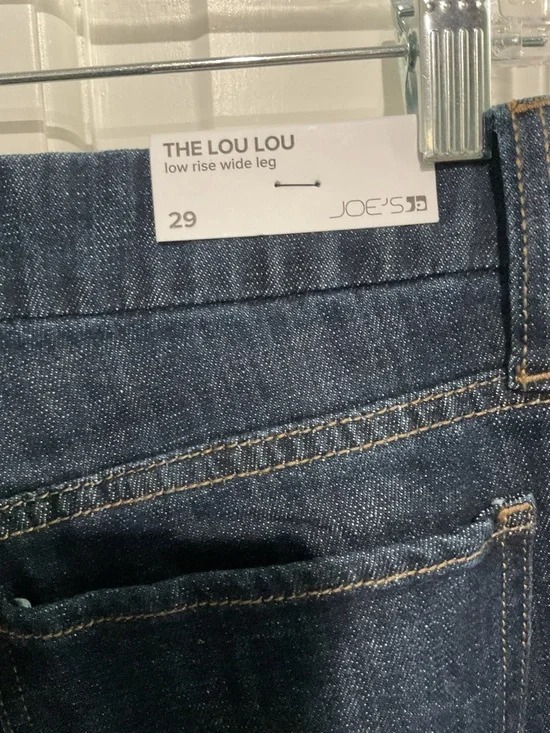 THE LOU LOU
low rise wide leg
29
JOE'S